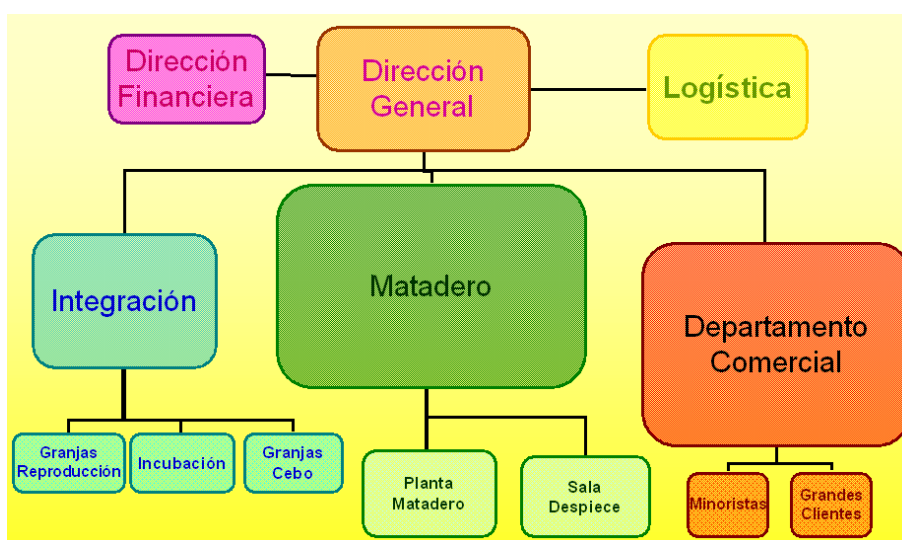 Dirección
Financiera
Dirección
General
Logística
Integración
Matadero
Departamento
Comercial
Granjas
Reproducción
Incubación
Granjas
Cebo
Planta
Matadero
Sala
Despiece
Minoristas
Grandes
Clientes